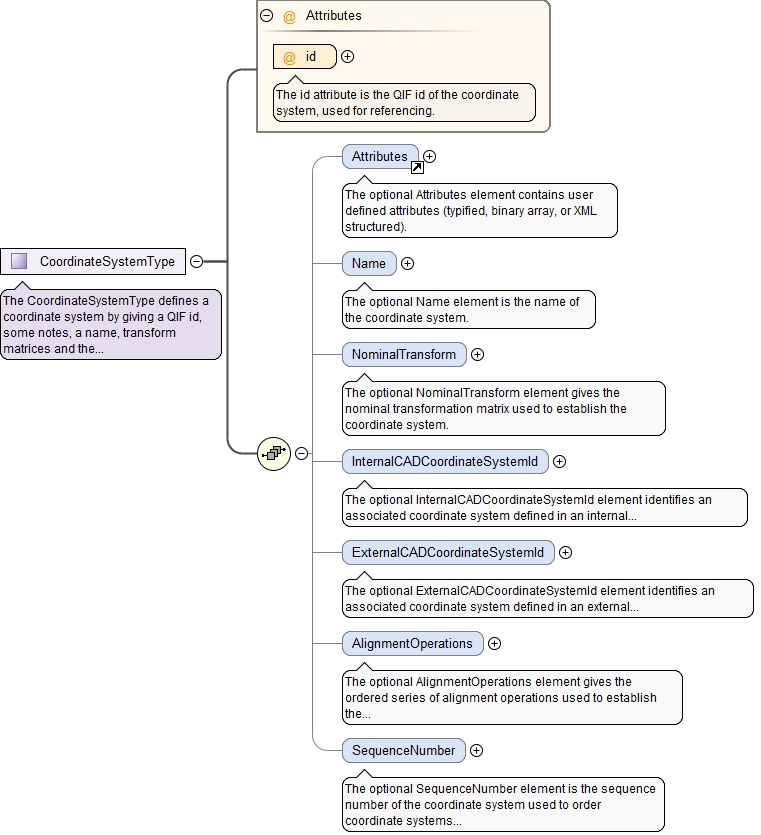 @ Attributes
@ id
The id attribute is the QIF id of the coordinate
system, used for referencing.
Attributes
The optional Attributes element contains user
defined attributes (typified, binary array, or XML
structured).
CoordinateSystemType
The CoordinateSystemType defines a
coordinate system by giving a QIF id,
some notes, a name, transform
matrices and the...
Name
The optional Name element is the name of
the coordinate system.
NominalTransform
The optional NominalTransform element gives the
nominal transformation matrix used to establish the
coordinate system.
InternalCADCoordinateSystemId
The optional InternalCADCoordinateSystemId element identifies an
associated coordinate system defined in an internal...
ExternalCADCoordinateSystemId
The optional ExternalCADCoordinateSystemId element identifies an
associated coordinate system defined in an external...
AlignmentOperations
The optional AlignmentOperations element gives the
ordered series of alignment operations used to establish
the...
SequenceNumber
The optional SequenceNumber element is the sequence
number of the coordinate system used to order
coordinate systems...